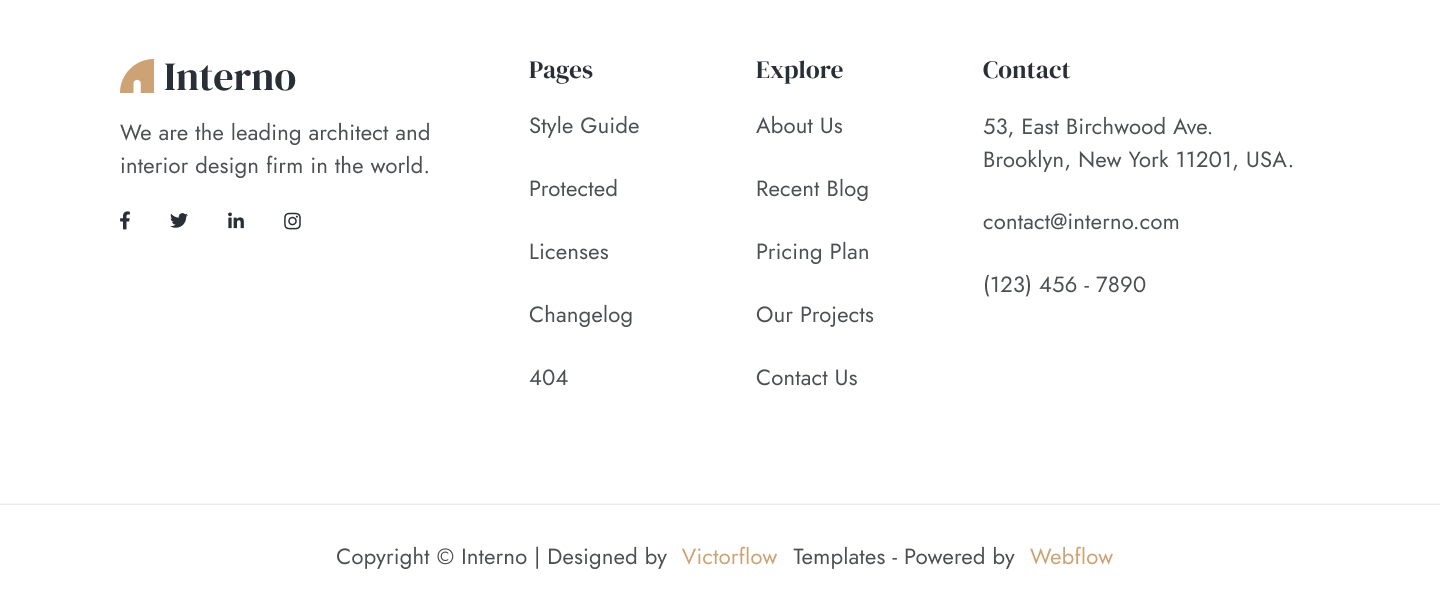 Interno
We are the leading architect and
interior design firm in the world.
Pages
Style Guide
Protected
Licenses
Changelog
404
Explore
About Us
Recent Blog
Pricing Plan
Our Projects
Contact Us
Contact
53, East Birchwood Ave.
Brooklyn, New York 11201, USA.
contact@interno.com
(123) 456 - 7890
Copyright © Interno | Designed by Victorflow Templates - Powered by Webflow